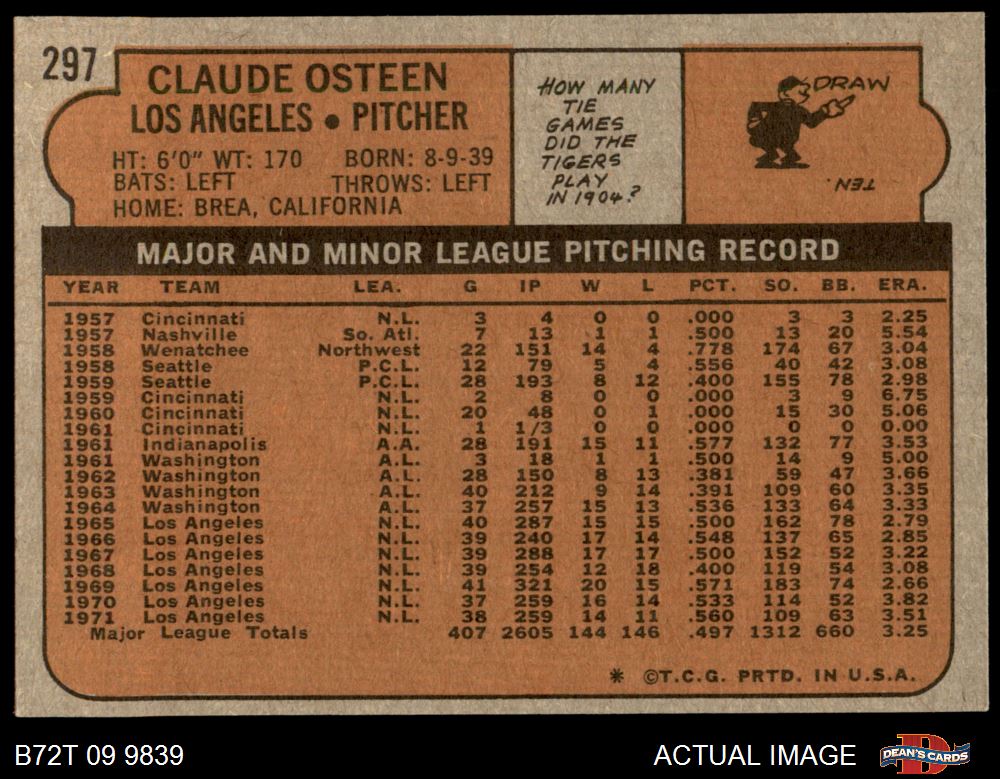 297
CLAUDE OSTEEN
LOS ANGELES • PITCHER
HT: 6'0" WT: 170 BORN: 8-9-39
BATS: LEFT THROWS: LEFT
HOME: BREA, CALIFORNIA
HOW MANY
TIE
GAMES
DID THE
TIGERS
PLAY
IN 1904?
DRAW
TEN.
MAJOR AND MINOR LEAGUE PITCHING RECORD
YEAR TEAM LEA. G IP W L PCT. SO. BB. ERA.
1957 Cincinnati N.L. 3 4 0 0 .000 3 3 2.25
1957 Nashville So. Atl. 7 13 1 1 .500 13 20 5.54
1958 Wenatchee Northwest 22 151 14 4 .778 174 67 3.04
1958 Seattle P.C.L. 12 79 5 4 .556 40 42 3.08
1959 Seattle P.C.L. 28 193 8 12 .400 155 78 2.98
1959 Cincinnati N.L. 2 8 0 0 .000 3 9 6.75
1960 Cincinnati N.L. 20 48 0 1 .000 15 30 5.06
1961 Cincinnati N.L. 1 1/3 0 0 .000 0 0 0.00
1961 Indianapolis A.A. 28 191 15 11 .577 132 77 3.53
1961 Washington A.L. 3 18 1 1 .500 14 9 5.00
1962 Washington A.L. 28 150 8 13 .381 59 47 3.66
1963 Washington A.L. 40 212 9 14 .391 109 60 3.35
1964 Washington A.L. 37 257 15 13 .536 133 64 3.33
1965 Los Angeles N.L. 40 287 15 15 .500 162 78 2.79
1966 Los Angeles N.L. 39 240 17 14 .548 137 65 2.85
1967 Los Angeles N.L. 39 288 17 17 .500 152 52 3.22
1968 Los Angeles N.L. 39 254 12 18 .400 119 54 3.08
1969 Los Angeles N.L. 41 321 20 15 .571 183 74 2.66
1970 Los Angeles N.L. 37 259 16 14 .533 114 52 3.82
1971 Los Angeles N.L. 38 259 14 11 .560 109 63 3.51
Major League Totals 407 2605 144 146 .497 1312 660 3.25
* ©T.C.G. PRTD. IN U.S.A.
B72T 09 9839
ACTUAL IMAGE
DEAN'S CARDS